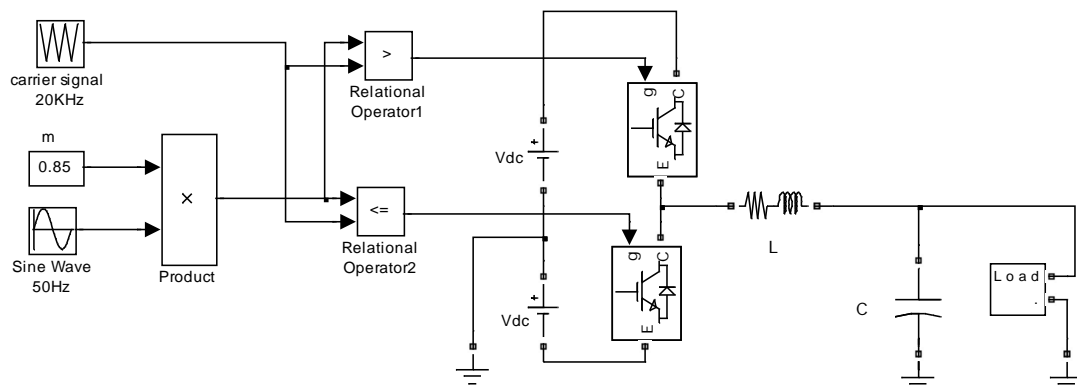 carrier signal
20KHz
m
0.85
Sine Wave
50Hz
×
Product
>
Relational
Operator1
<=
Relational
Operator2
Vdc
+
Vdc
+
g
C
E
g
C
E
L
C
Load
.